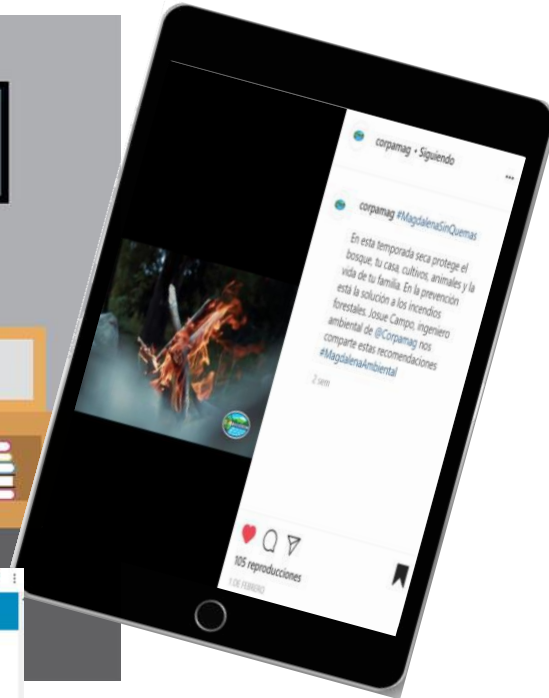 corpamag • Siguiendo
corpamag #MagdalenaSinQuemas
En esta temporada seca protege el
bosque, tu casa, cultivos, animales y la
vida de tu familia. En la prevención
está la solución a los incendios
forestales. Josue Campo, ingeniero
ambiental de @Corpamag nos
comparte estas recomendaciones
#MagdalenaAmbiental
2 sem
105 reproducciones
1 DE FEBRERO